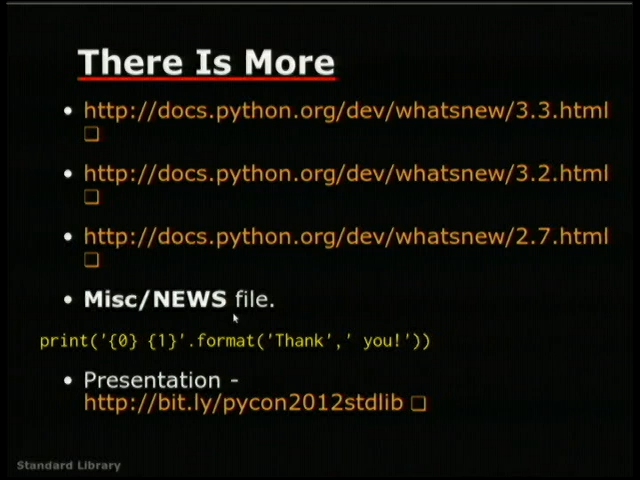 There Is More
• http://docs.python.org/dev/whatsnew/3.3.html
❏
• http://docs.python.org/dev/whatsnew/3.2.html
❏
• http://docs.python.org/dev/whatsnew/2.7.html
❏
• Misc/NEWS file.
print('{0} {1}'.format('Thank',' you!'))
• Presentation -
http://bit.ly/pycon2012stdlib ❏
Standard Library